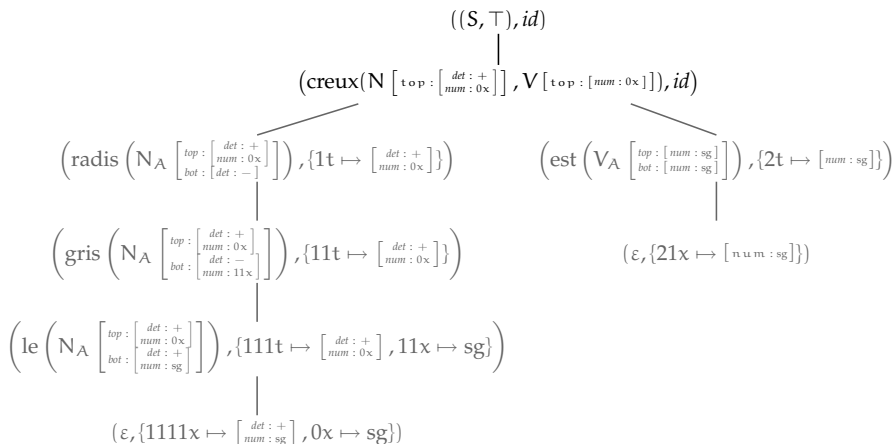 ((S, ⊤), id)
(creux(N [top : [det : + num : 0x]], V [top : [num : 0x]]), id)
(radis (N_A [top : [det : + num : 0x] bot : [det : −]]), {1t ↦ [det : + num : 0x]})
(est (V_A [top : [num : sg] bot : [num : sg]]), {2t ↦ [num : sg]})
(gris (N_A [top : [det : + num : 0x] bot : [det : − num : 11x]]), {11t ↦ [det : + num : 0x]})
(ε, {21x ↦ [num : sg]})
(le (N_A [top : [det : + num : 0x] bot : [det : + num : sg]]), {111t ↦ [det : + num : 0x], 11x ↦ sg})
(ε, {1111x ↦ [det : + num : sg], 0x ↦ sg})